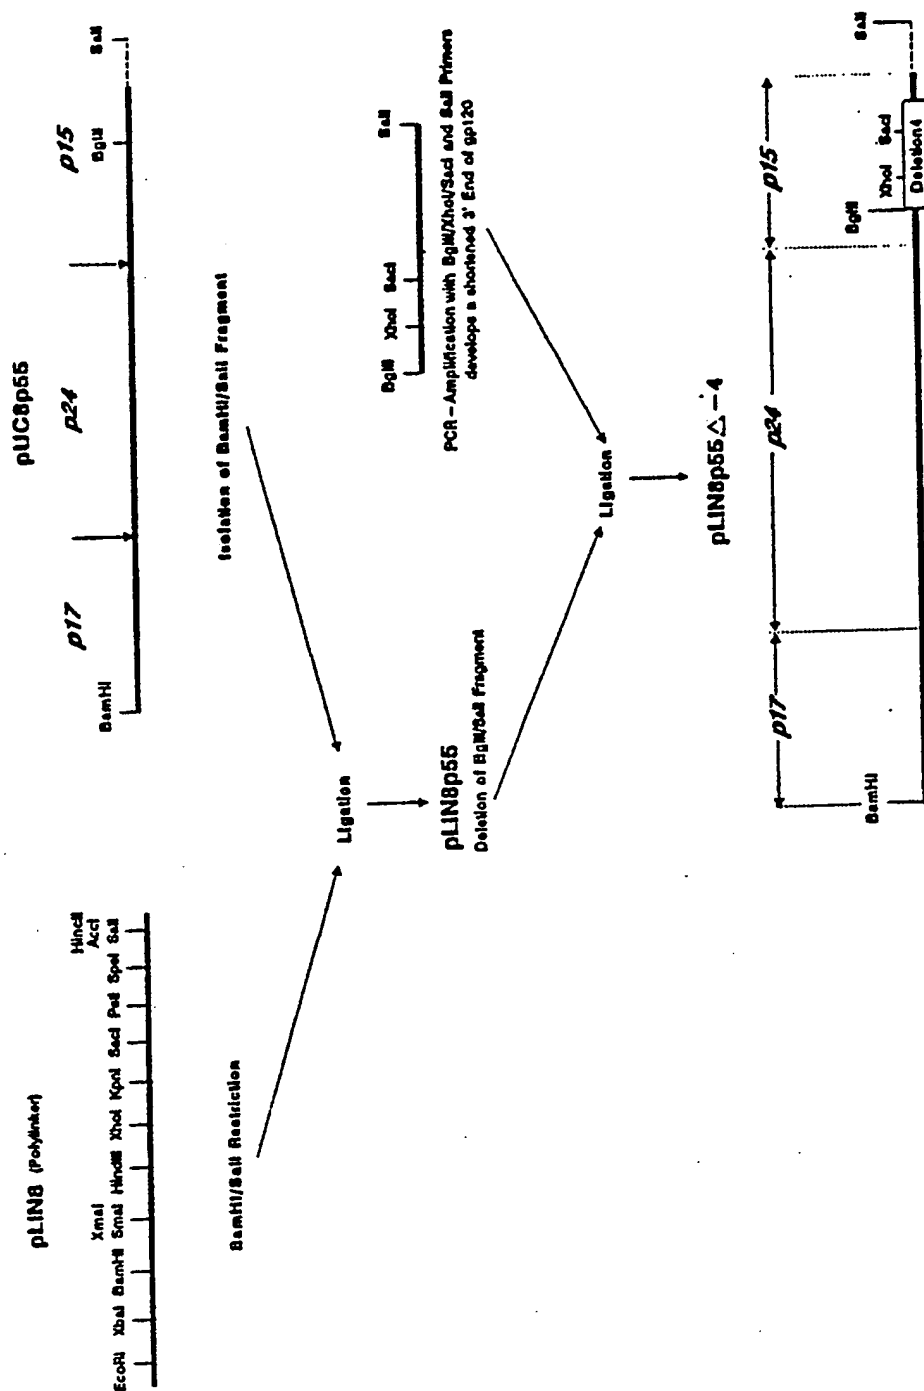 pLIN8 (Polylinker)
HincII
XmaI AccI
EcoRI XbaI BamHI SmaI HindIII XhoI KpnI SacI PstI SpeI SalI
BamHI/SalI Restriction
pUC8p55
p17 p24 p15
BamHI BglII SalI
Isolation of BamHI/SalI Fragment
Ligation
pLIN8p55
Deletion of BglII/SalI Fragment
BglII XhoI SacI SalI
PCR-Amplification with BglII/XhoI/SacI and SalI Primers
develops a shortened 3' End of gp120
Ligation
pLIN8p55△-4
p17 p24 p15
BamHI BglII XhoI SacI SalI
Deletion4